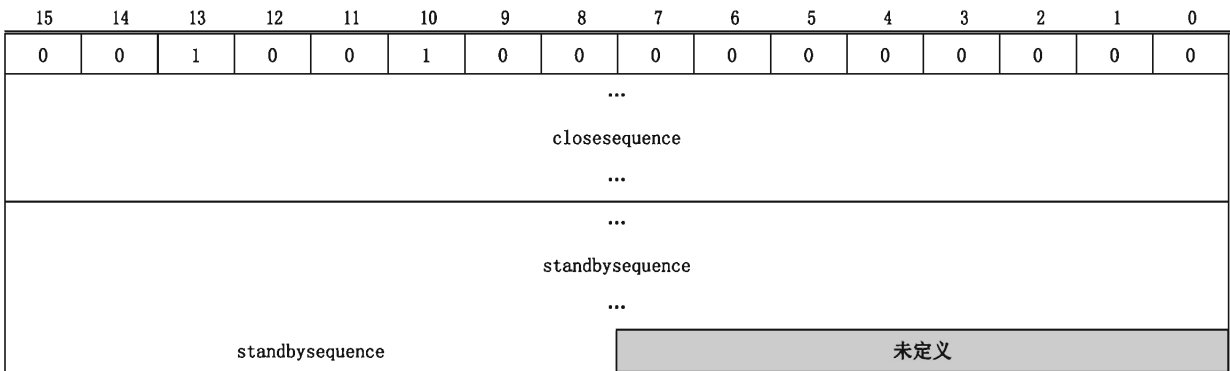 15 14 13 12 11 10 9 8 7 6 5 4 3 2 1 0
0 0 1 0 0 1 0 0 0 0 0 0 0 0 0 0
…
closesequence
…
…
standbysequence
…
standbysequence 未定义